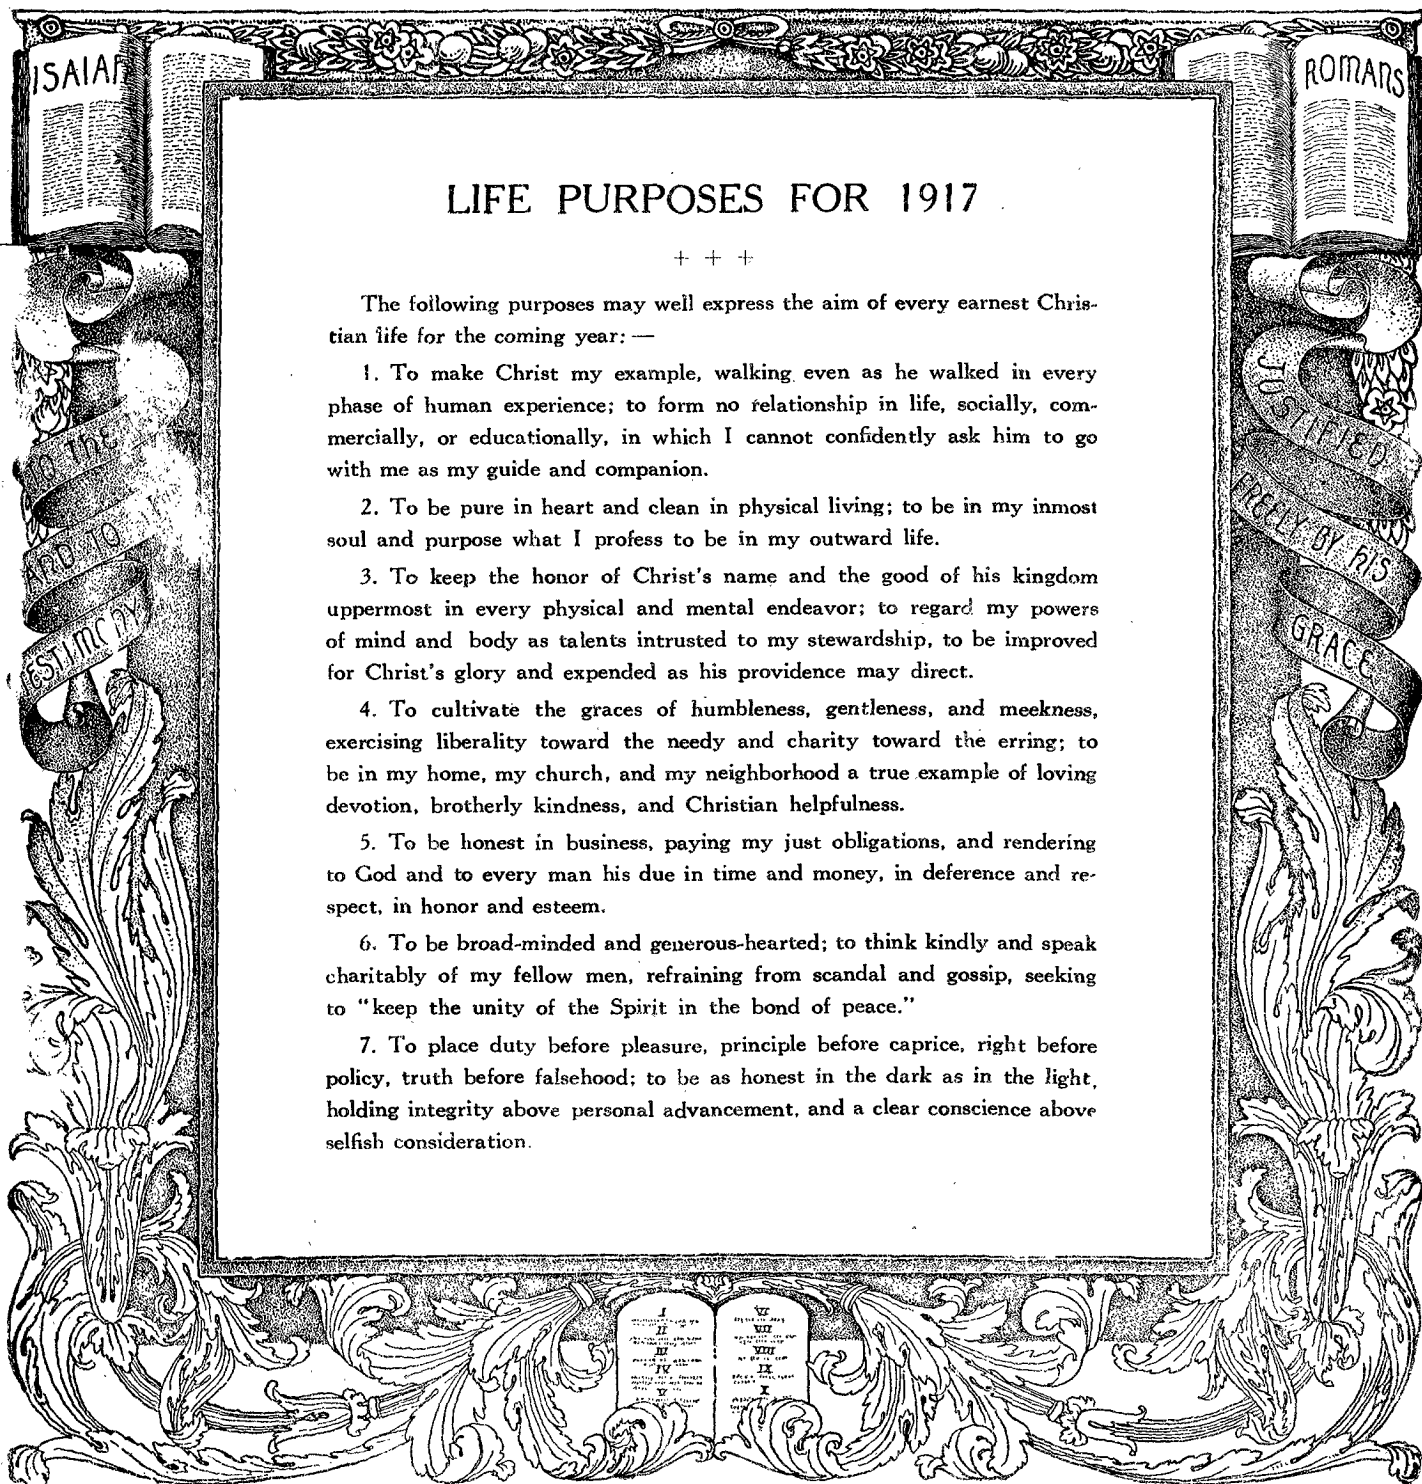 ISAIAH
ROMANS
LIFE PURPOSES FOR 1917
+ + +
The following purposes may well express the aim of every earnest Chris-
tian life for the coming year: —
1. To make Christ my example, walking even as he walked in every
phase of human experience; to form no relationship in life, socially, com-
mercially, or educationally, in which I cannot confidently ask him to go
with me as my guide and companion.
2. To be pure in heart and clean in physical living; to be in my inmost
soul and purpose what I profess to be in my outward life.
3. To keep the honor of Christ's name and the good of his kingdom
uppermost in every physical and mental endeavor; to regard my powers
of mind and body as talents intrusted to my stewardship, to be improved
for Christ's glory and expended as his providence may direct.
4. To cultivate the graces of humbleness, gentleness, and meekness,
exercising liberality toward the needy and charity toward the erring; to
be in my home, my church, and my neighborhood a true example of loving
devotion, brotherly kindness, and Christian helpfulness.
5. To be honest in business, paying my just obligations, and rendering
to God and to every man his due in time and money, in deference and re-
spect, in honor and esteem.
6. To be broad-minded and generous-hearted; to think kindly and speak
charitably of my fellow men, refraining from scandal and gossip, seeking
to "keep the unity of the Spirit in the bond of peace."
7. To place duty before pleasure, principle before caprice, right before
policy, truth before falsehood; to be as honest in the dark as in the light,
holding integrity above personal advancement, and a clear conscience above
selfish consideration.
TO THE
AND TO THE
TESTIMONY
JUSTIFIED
FREELY BY HIS
GRACE
I
II
III
IV
V
VI
VII
VIII
IX
X